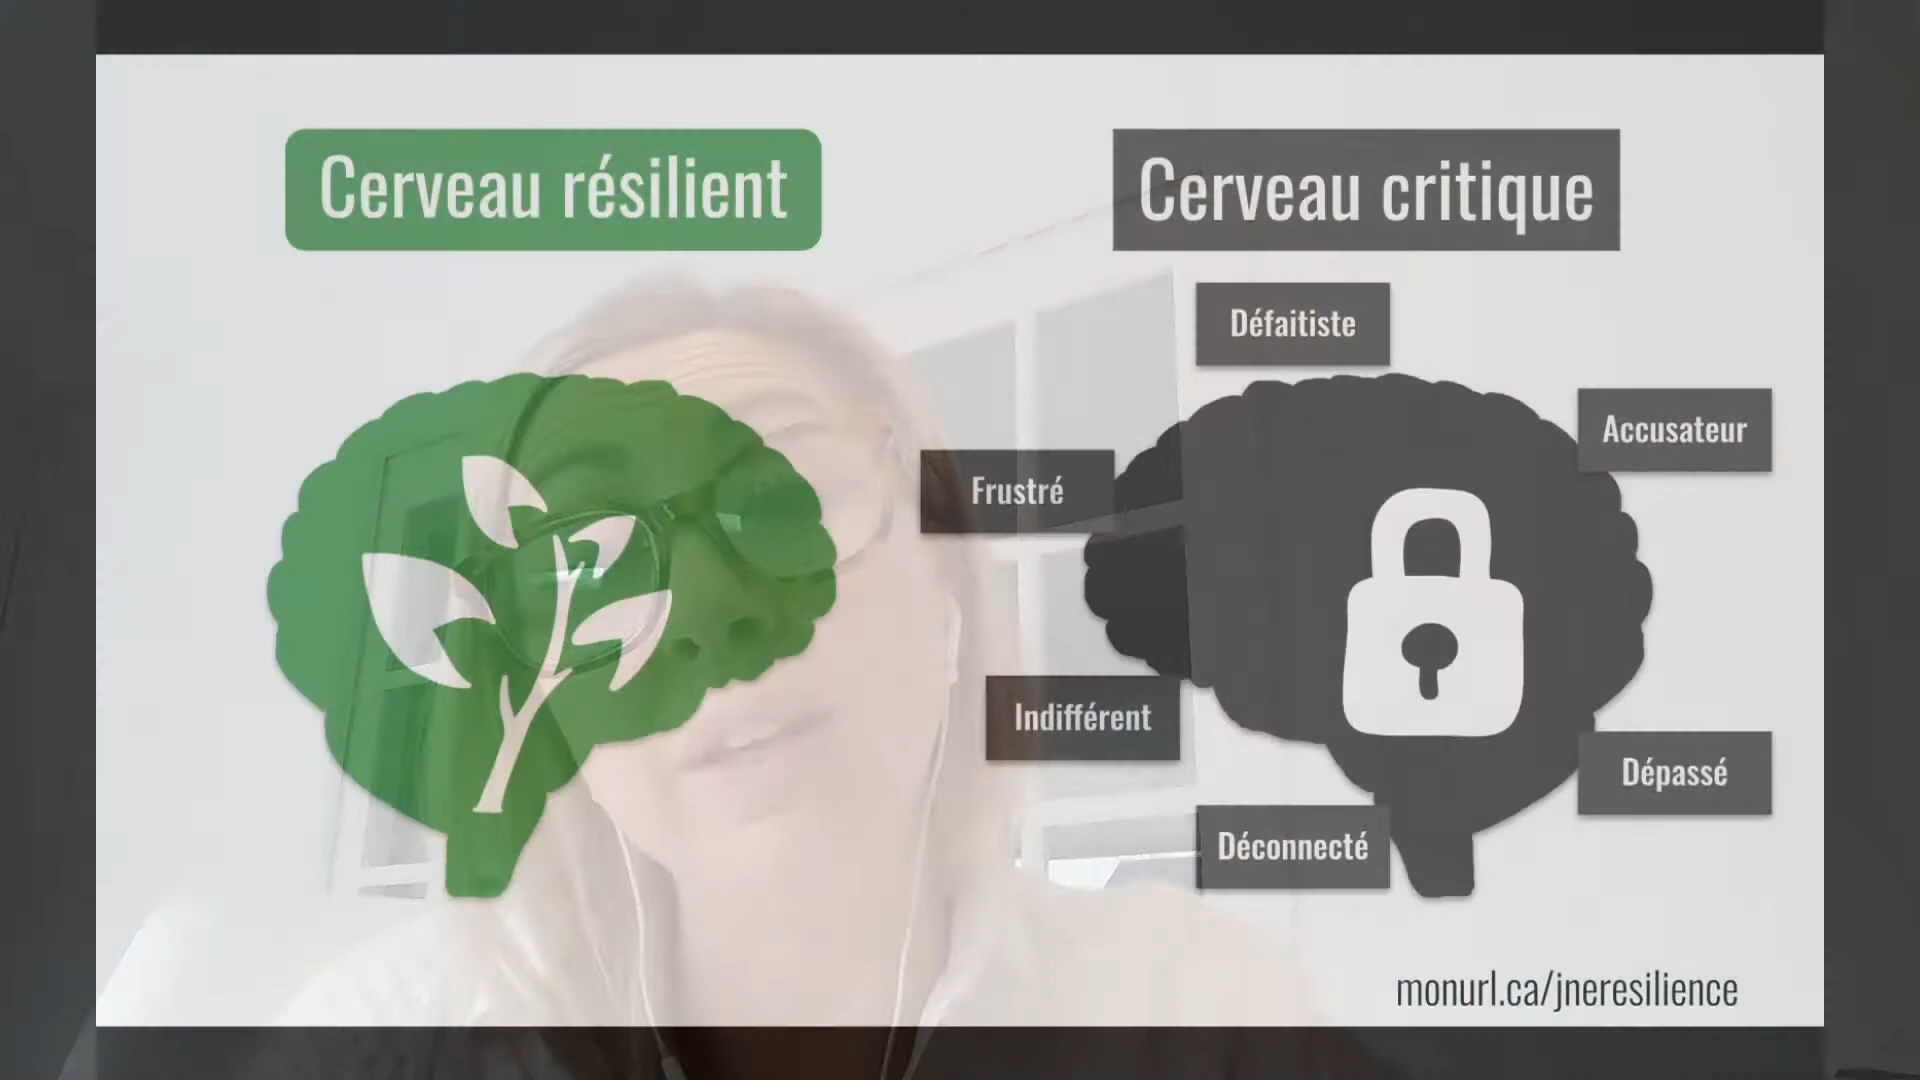 Cerveau résilient
Cerveau critique
Défaitiste
Accusateur
Frustré
Indifférent
Dépassé
Déconnecté
monurl.ca/jneresilience